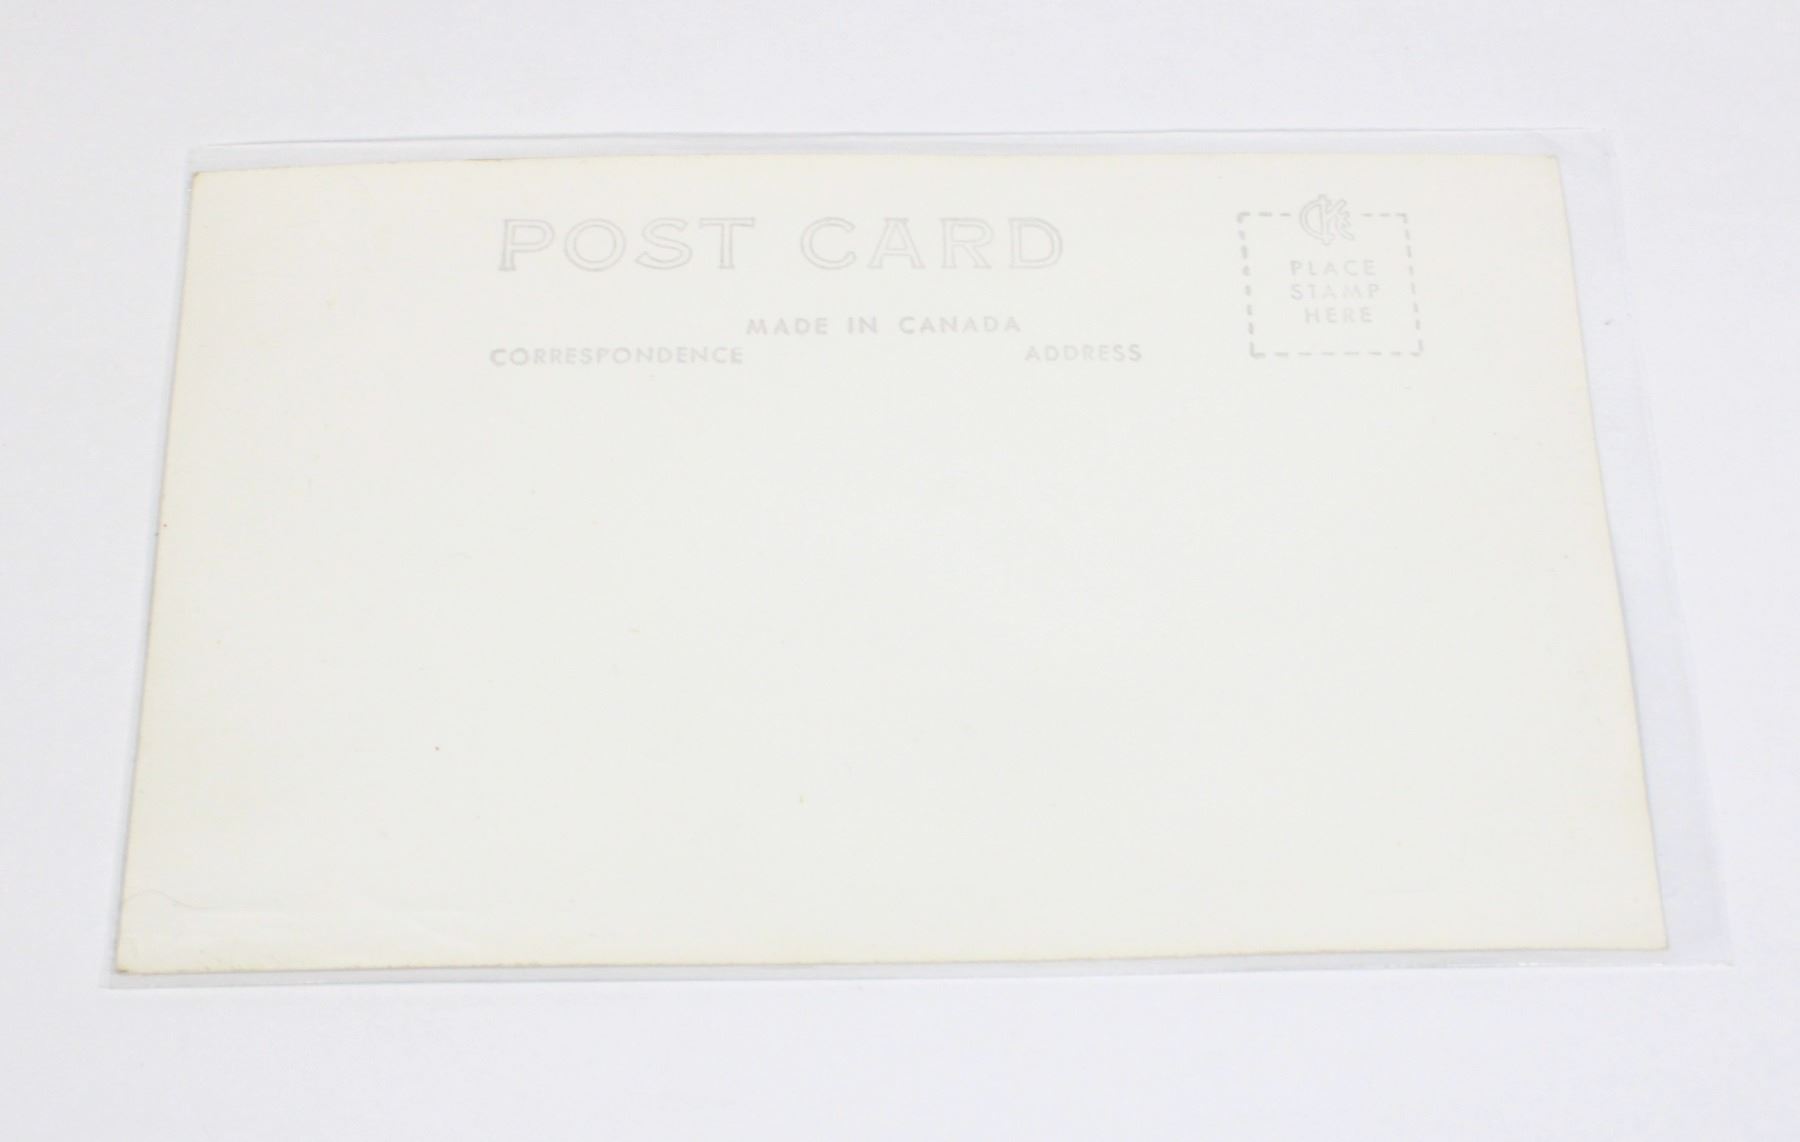 POST CARD
MADE IN CANADA
CORRESPONDENCE
ADDRESS
PLACE
STAMP
HERE